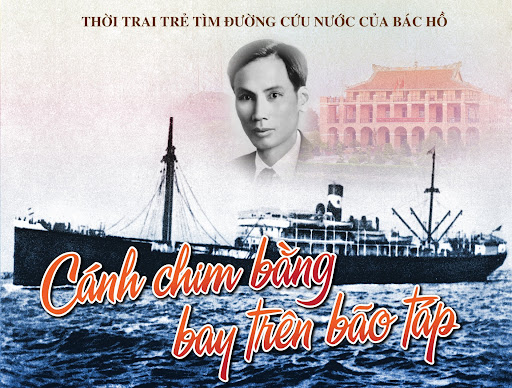 THỜI TRAI TRẺ TÌM ĐƯỜNG CỨU NƯỚC CỦA BÁC HỒ
Cánh chim bằng
bay trên bão táp